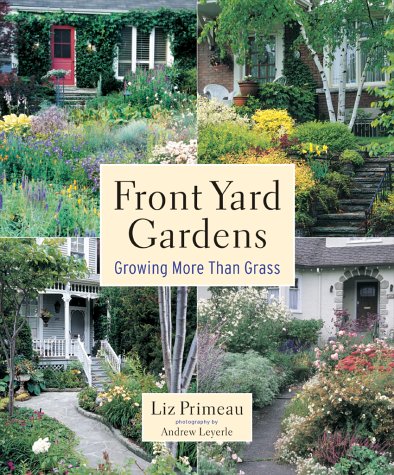 Front Yard
Gardens
Growing More Than Grass
Liz Primeau
photography by
Andrew Leyerle